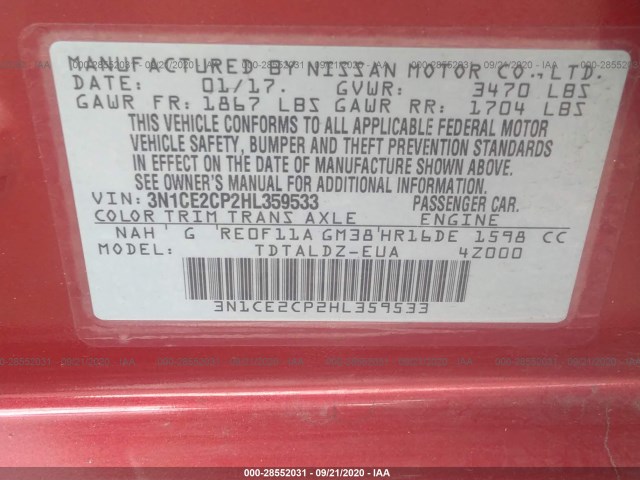 MANUFACTURED BY NISSAN MOTOR CO.,LTD.
DATE: 01/17. GVWR: 3470 LBS
GAWR FR: 1867 LBS GAWR RR: 1704 LBS
THIS VEHICLE CONFORMS TO ALL APPLICABLE FEDERAL MOTOR
VEHICLE SAFETY, BUMPER AND THEFT PREVENTION STANDARDS
IN EFFECT ON THE DATE OF MANUFACTURE SHOWN ABOVE.
SEE OWNER'S MANUAL FOR ADDITIONAL INFORMATION.
VIN: 3N1CE2CP2HL359533 PASSENGER CAR.
COLOR TRIM TRANS AXLE ENGINE
NAH G RE0F11A GM38 HR16DE 1598 CC
MODEL: TDTALDZ-EUA 4Z000
3N1CE2CP2HL359533
000-28552031 - 09/21/2020 - IAA